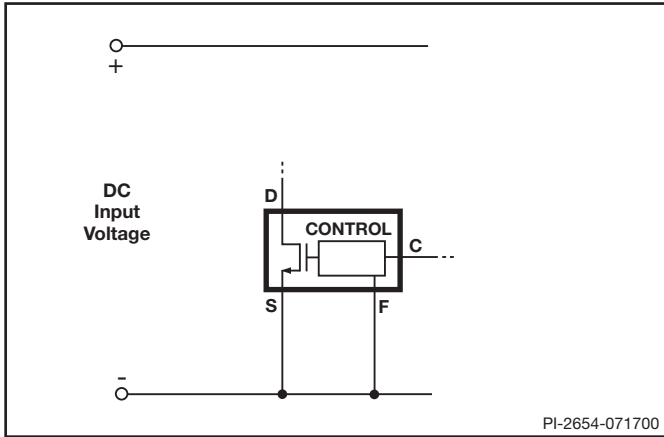 +
DC
Input
Voltage
D
CONTROL
C
S
F
-
PI-2654-071700